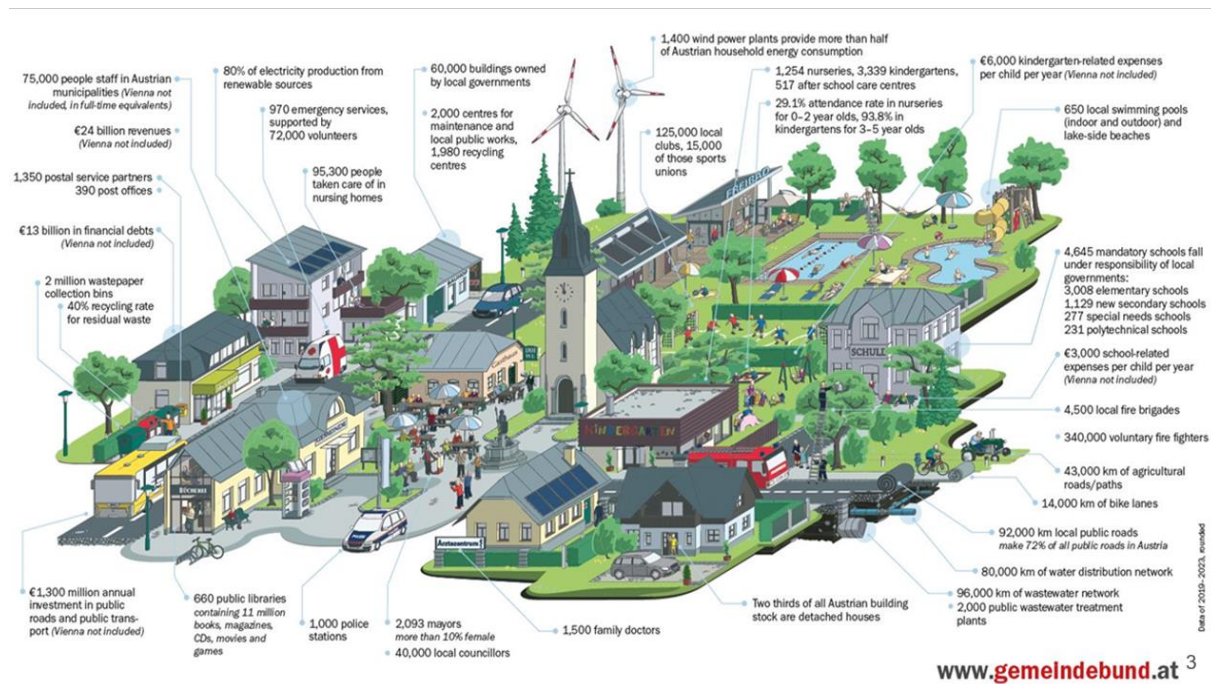 1,400 wind power plants provide more than half
of Austrian household energy consumption
75,000 people staff in Austrian
municipalities (Vienna not
included, in full-time equivalents)
€24 billion revenues
(Vienna not included)
1,350 postal service partners
390 post offices
€13 billion in financial debts
(Vienna not included)
2 million wastepaper
collection bins
40% recycling rate
for residual waste
80% of electricity production from
renewable sources
970 emergency services,
supported by
72,000 volunteers
95,300 people
taken care of in
nursing homes
60,000 buildings owned
by local governments
2,000 centres for
maintenance and
local public works,
1,980 recycling
centres
125,000 local
clubs, 15,000
of those sports
unions
1,254 nurseries, 3,339 kindergartens,
517 after school care centres
29.1% attendance rate in nurseries
for 0–2 year olds, 93.8% in
kindergartens for 3–5 year olds
€6,000 kindergarten-related expenses
per child per year (Vienna not included)
650 local swimming pools
(indoor and outdoor) and
lake-side beaches
4,645 mandatory schools fall
under responsibility of local
governments:
3,008 elementary schools
1,129 new secondary schools
277 special needs schools
231 polytechnical schools
€3,000 school-related
expenses per child per year
(Vienna not included)
4,500 local fire brigades
340,000 voluntary fire fighters
43,000 km of agricultural
roads/paths
14,000 km of bike lanes
92,000 km local public roads
make 72% of all public roads in Austria
80,000 km of water distribution network
96,000 km of wastewater network
2,000 public wastewater treatment
plants
Two thirds of all Austrian building
stock are detached houses
1,500 family doctors
2,093 mayors
more than 10% female
40,000 local councillors
1,000 police
stations
660 public libraries
containing 11 million
books, magazines,
CDs, movies and
games
€1,300 million annual
investment in public
roads and public trans-
port (Vienna not included)
FREIBAD
SCHULE
Gasthaus
KINDERGARTEN
BÜCHEREI
Ärztezentrum
Data of 2019–2023, rounded
www.gemeindebund.at
3